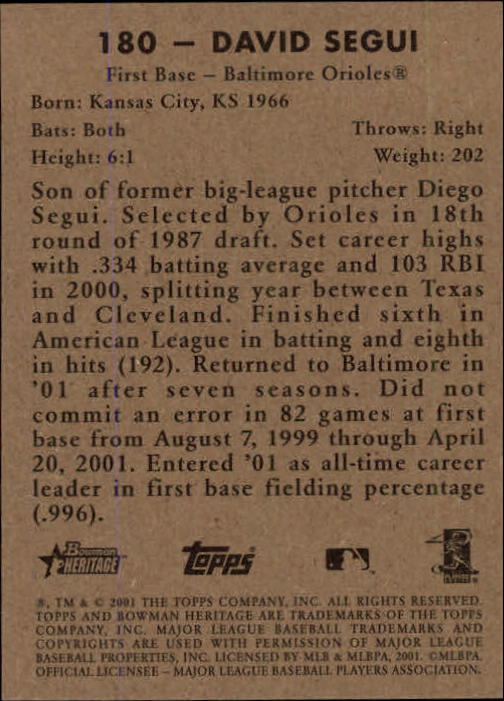 180 – DAVID SEGUI
First Base – Baltimore Orioles®
Born: Kansas City, KS 1966
Bats: Both Throws: Right
Height: 6:1 Weight: 202
Son of former big-league pitcher Diego
Segui. Selected by Orioles in 18th
round of 1987 draft. Set career highs
with .334 batting average and 103 RBI
in 2000, splitting year between Texas
and Cleveland. Finished sixth in
American League in batting and eighth
in hits (192). Returned to Baltimore in
'01 after seven seasons. Did not
commit an error in 82 games at first
base from August 7, 1999 through April
20, 2001. Entered '01 as all-time career
leader in first base fielding percentage
(.996).
Bowman
HERITAGE
Topps
®, TM & © 2001 THE TOPPS COMPANY, INC. ALL RIGHTS RESERVED.
TOPPS AND BOWMAN HERITAGE ARE TRADEMARKS OF THE TOPPS
COMPANY, INC. MAJOR LEAGUE BASEBALL TRADEMARKS AND
COPYRIGHTS ARE USED WITH PERMISSION OF MAJOR LEAGUE
BASEBALL PROPERTIES, INC. LICENSED BY MLB & MLBPA, 2001. ©MLBPA.
OFFICIAL LICENSEE – MAJOR LEAGUE BASEBALL PLAYERS ASSOCIATION.